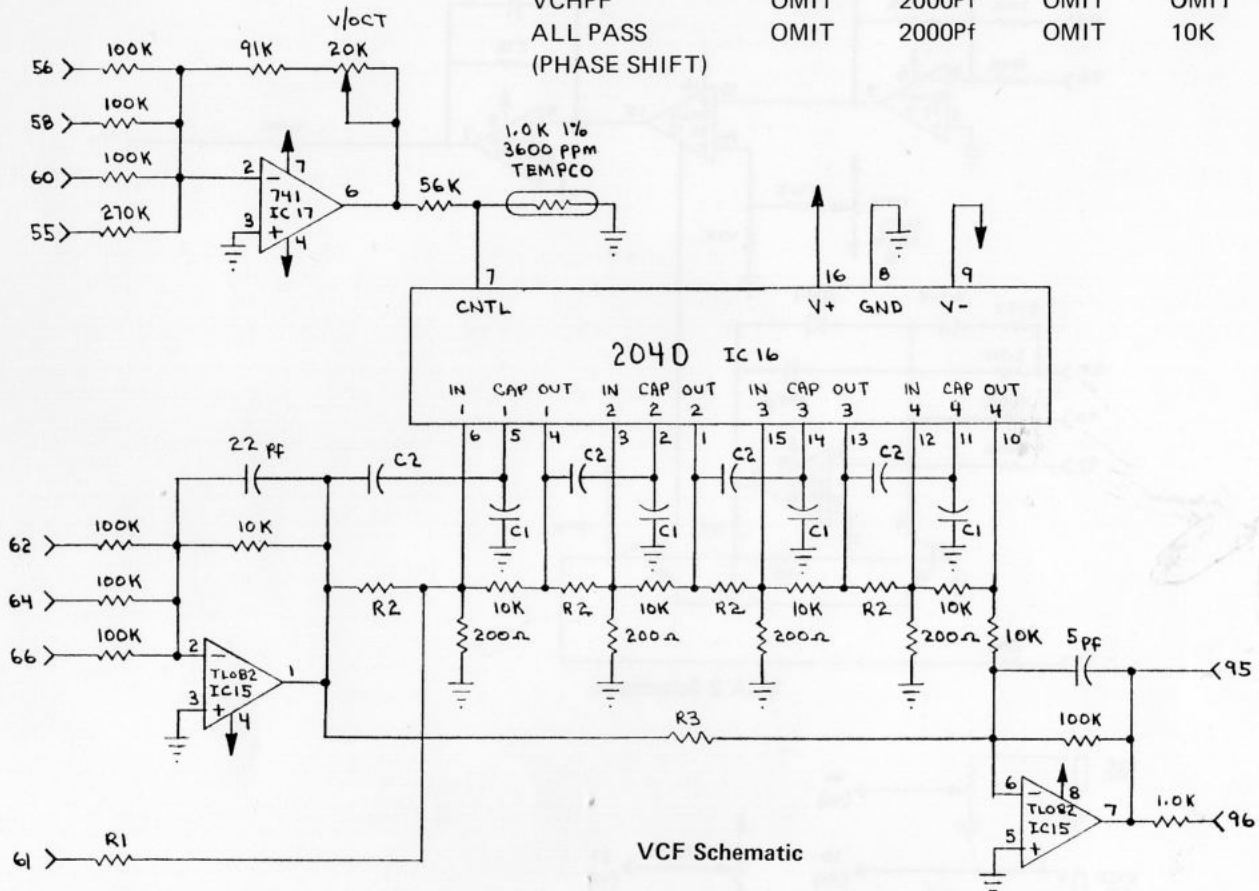 VCHPF OMIT 2000Pf OMIT OMIT
ALL PASS OMIT 2000Pf OMIT 10K
(PHASE SHIFT)
V/OCT
100K 91K 20K
56
100K
58
100K
60
270K
55
2 - 7
741 6
IC17
3 + 4
56K
1.0K 1%
3600 ppm
TEMPCO
7 16 8 9
CNTL V+ GND V-
2040 IC 16
IN CAP OUT IN CAP OUT IN CAP OUT IN CAP OUT
1 1 1 2 2 2 3 3 3 4 4 4
6 5 4 3 2 1 15 14 13 12 11 10
22 Pf C2 C2 C2 C2
C1 C1 C1 C1
100K 10K
62
100K
64
100K
66
R2 10K R2 10K R2 10K R2 10K
200Ω 200Ω 200Ω 200Ω
10K 5 Pf
95
2 - 1
TL082
IC15
3 + 4
R3 100K
6 - 8
TL082 7
IC15
5 +
1.0K
96
R1
61
VCF Schematic